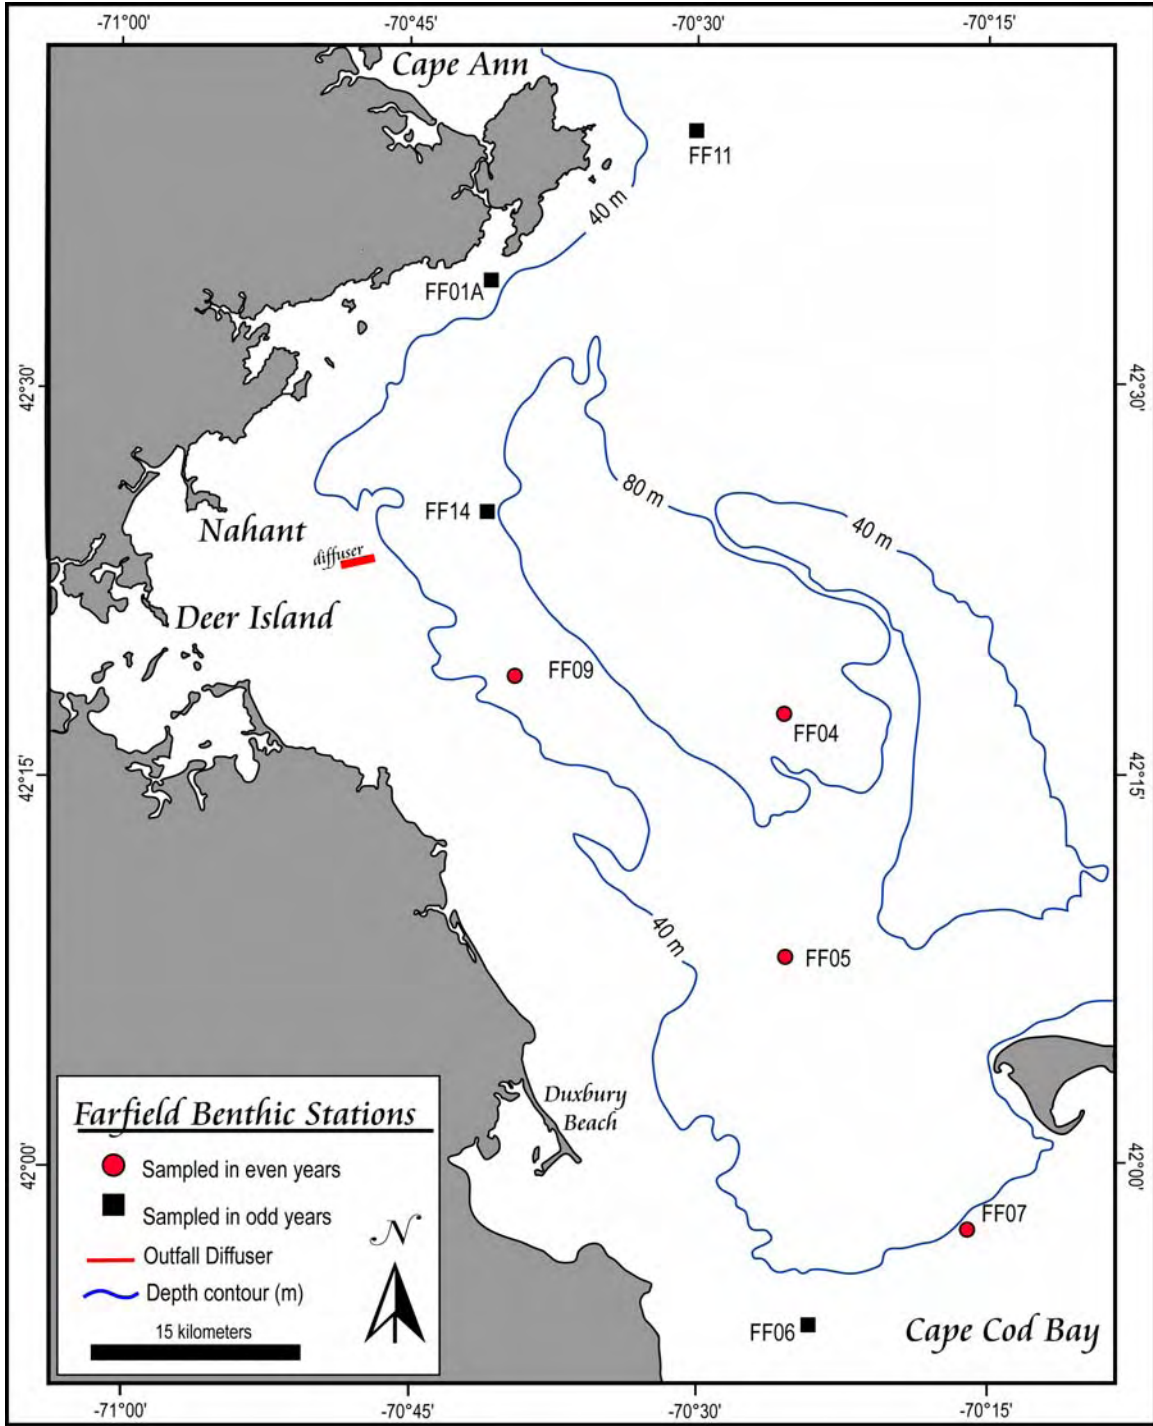 -71°00'
-70°45'
-70°30'
-70°15'
Cape Ann
FF11
40 m
FF01A
42°30'
42°30'
80 m
FF14
40 m
Nahant
diffuser
Deer Island
FF09
FF04
42°15'
42°15'
40 m
FF05
Duxbury
Beach
Farfield Benthic Stations
Sampled in even years
Sampled in odd years
N
Outfall Diffuser
Depth contour (m)
15 kilometers
42°00'
42°00'
FF07
FF06
Cape Cod Bay
-71°00'
-70°45'
-70°30'
-70°15'